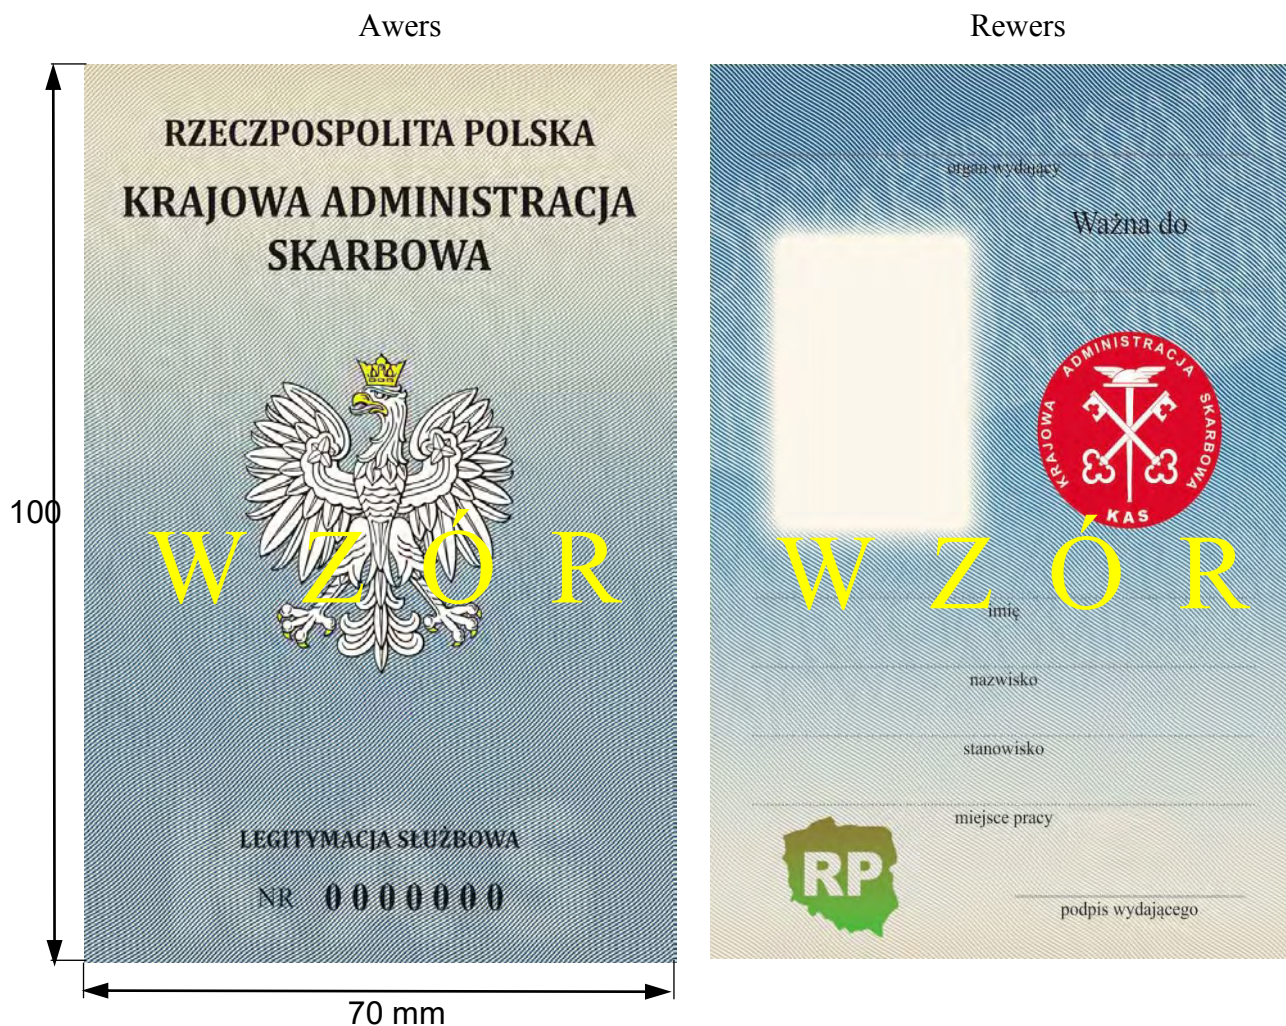 Awers
RZECZPOSPOLITA POLSKA
KRAJOWA ADMINISTRACJA
SKARBOWA
W Z Ó R
LEGITYMACJA SŁUŻBOWA
NR 0000000
100
70 mm
Rewers
organ wydający
Ważna do
KRAJOWA ADMINISTRACJA SKARBOWA
KAS
W Z Ó R
imię
nazwisko
stanowisko
miejsce pracy
RP
podpis wydającego